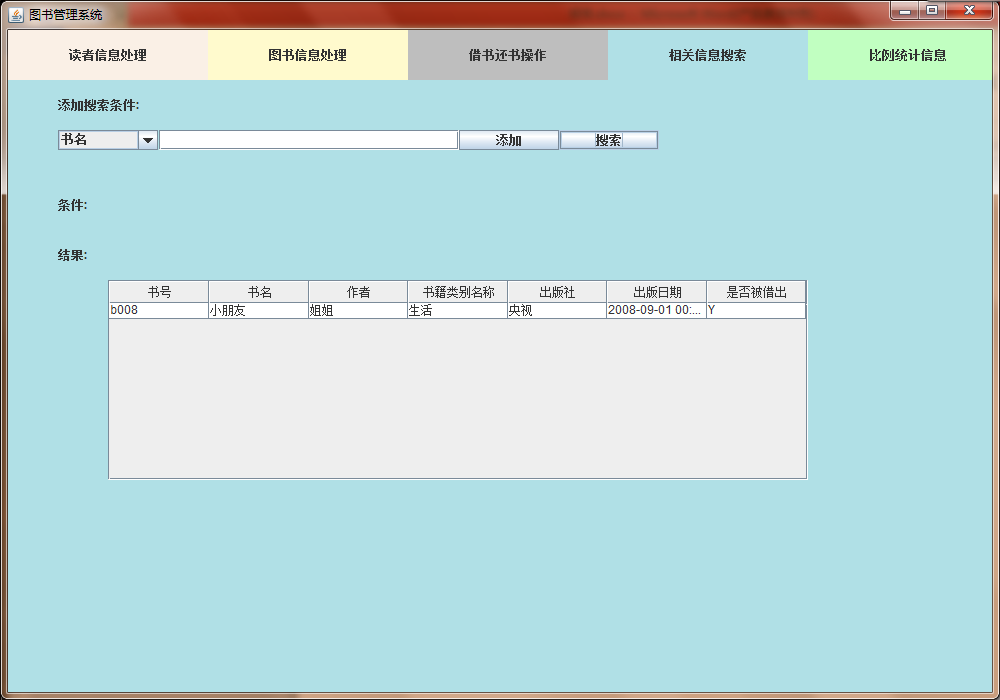 图书管理系统
读者信息处理 图书信息处理 借书还书操作 相关信息搜索 比例统计信息
添加搜索条件:
书名 添加 搜索
条件:
结果:
书号 书名 作者 书籍类别名称 出版社 出版日期 是否被借出
b008 小朋友 姐姐 生活 央视 2008-09-01 00:... Y